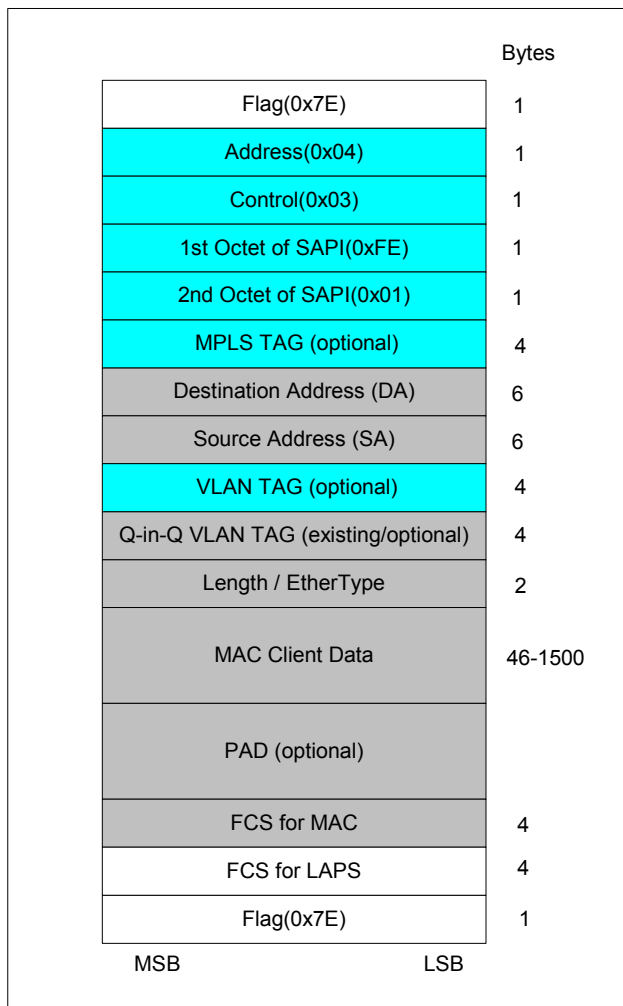 Bytes
Flag(0x7E) 1
Address(0x04) 1
Control(0x03) 1
1st Octet of SAPI(0xFE) 1
2nd Octet of SAPI(0x01) 1
MPLS TAG (optional) 4
Destination Address (DA) 6
Source Address (SA) 6
VLAN TAG (optional) 4
Q-in-Q VLAN TAG (existing/optional) 4
Length / EtherType 2
MAC Client Data 46-1500
PAD (optional)
FCS for MAC 4
FCS for LAPS 4
Flag(0x7E) 1
MSB LSB